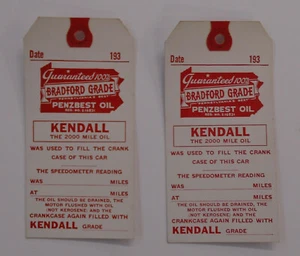 Date 193
Guaranteed 100%
BRADFORD GRADE
PENZBEST OIL
KENDALL
THE 2000 MILE OIL
WAS USED TO FILL THE CRANK
CASE OF THIS CAR
THE SPEEDOMETER READING
WAS MILES
AT MILES
THE OIL SHOULD BE DRAINED, THE
MOTOR FLUSHED WITH OIL
(NOT KEROSENE) AND THE
CRANKCASE AGAIN FILLED WITH
KENDALL GRADE
Date 193
Guaranteed 100%
BRADFORD GRADE
PENZBEST OIL
KENDALL
THE 2000 MILE OIL
WAS USED TO FILL THE CRANK
CASE OF THIS CAR
THE SPEEDOMETER READING
WAS MILES
AT MILES
THE OIL SHOULD BE DRAINED, THE
MOTOR FLUSHED WITH OIL
(NOT KEROSENE) AND THE
CRANKCASE AGAIN FILLED WITH
KENDALL GRADE